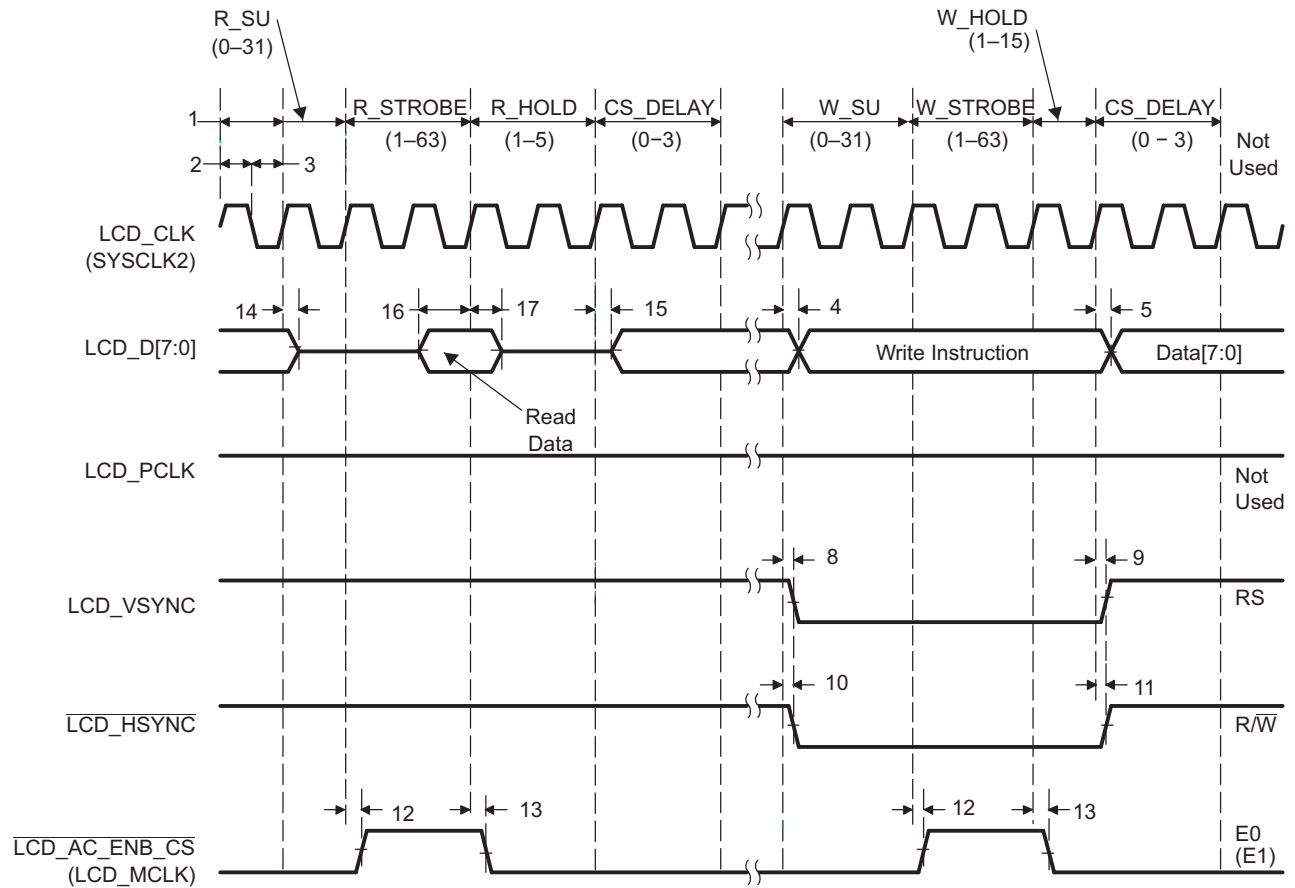 R_SU
(0–31)
W_HOLD
(1–15)
R_STROBE
(1–63)
R_HOLD
(1–5)
CS_DELAY
(0–3)
W_SU
(0–31)
W_STROBE
(1–63)
CS_DELAY
(0 – 3)
Not
Used
1
2
3
LCD_CLK
(SYSCLK2)
14
16
17
15
4
5
LCD_D[7:0]
Write Instruction
Data[7:0]
Read
Data
LCD_PCLK
Not
Used
8
9
LCD_VSYNC
RS
10
11
LCD_HSYNC
R/W
12
13
12
13
LCD_AC_ENB_CS
(LCD_MCLK)
E0
(E1)